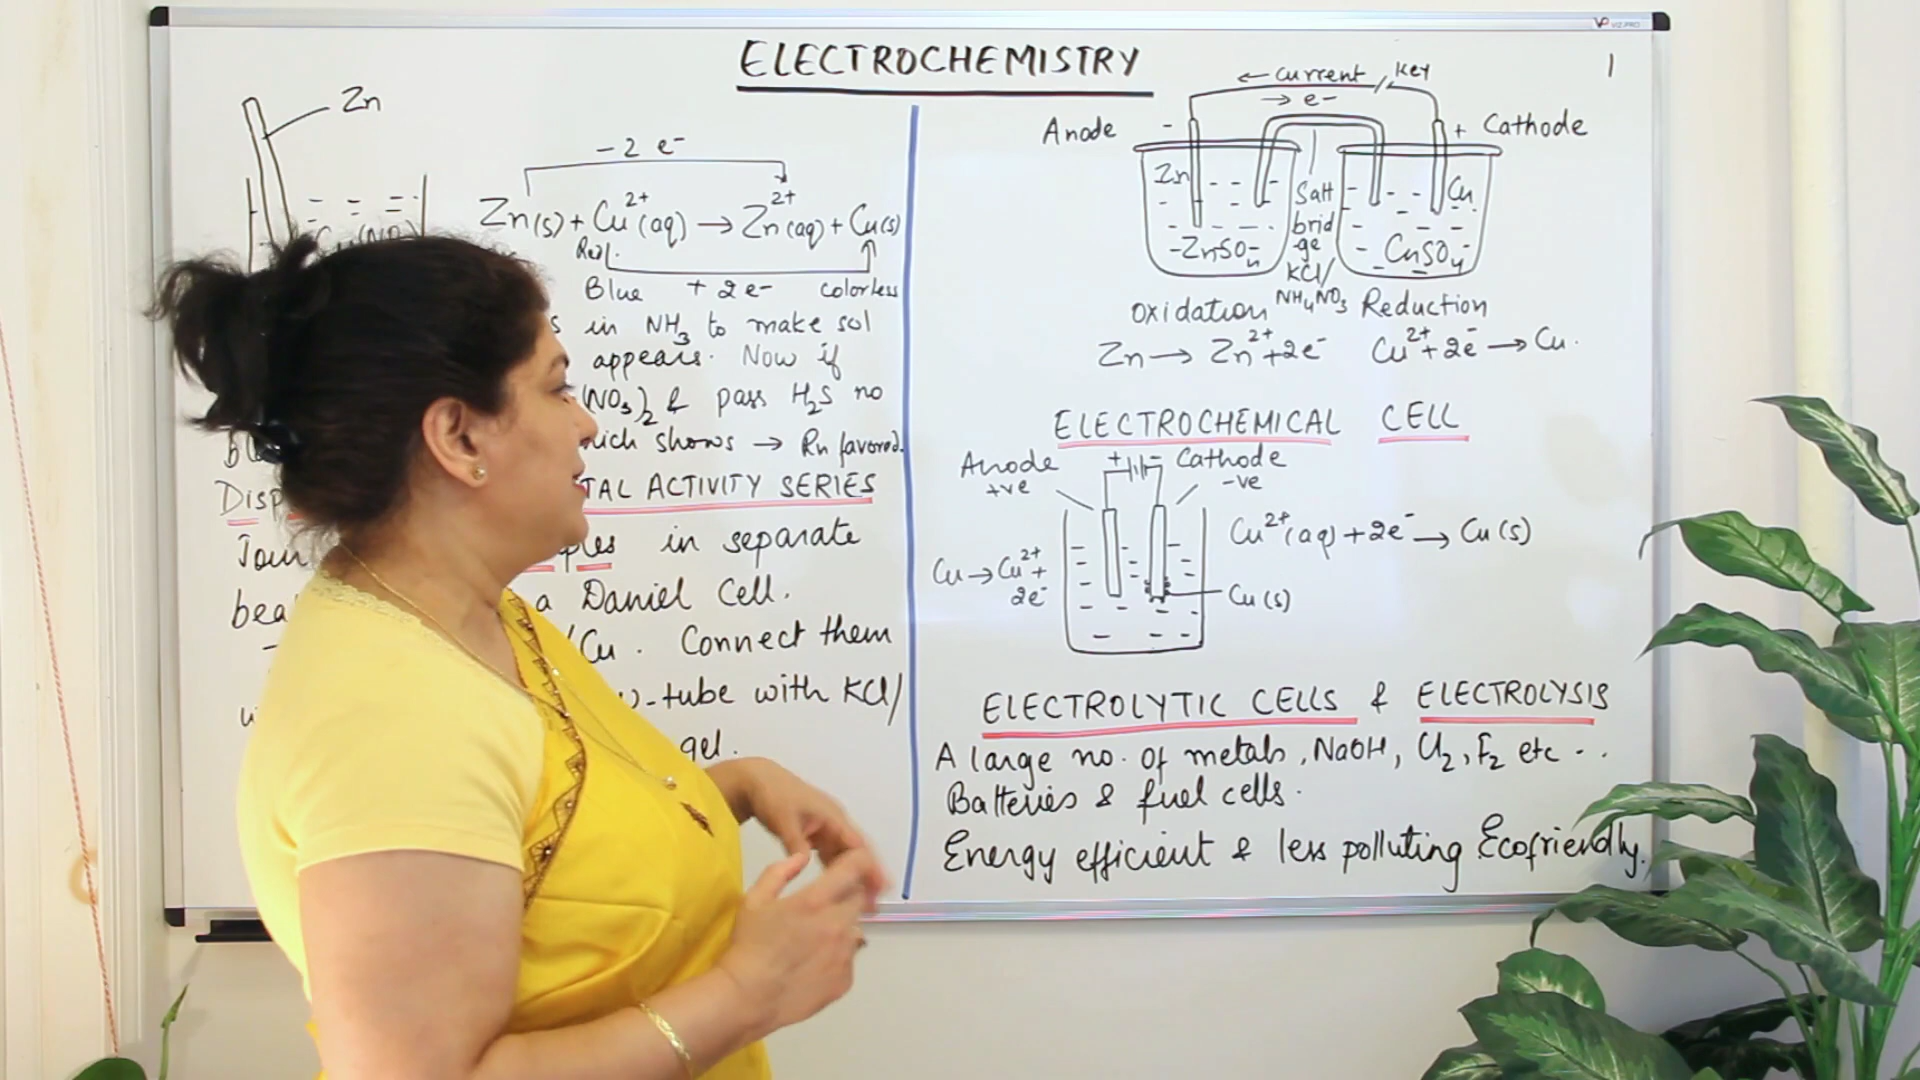 VIZ-PRO
ELECTROCHEMISTRY
1
Zn
- 2 e-
Zn(s) + Cu2+(aq) → Zn2+(aq) + Cu(s)
Red.
Blue + 2e- colorless
in NH3 to make sol
appears. Now if
(NO3)2 & pass H2S no
shows → Rn favored.
ACTIVITY SERIES
in separate
a Daniel Cell.
/Cu. Connect them
-tube with KCl/
gel.
← current / key
→ e-
Anode -
+ Cathode
Zn
Salt bridge
Cu
ZnSO4
CuSO4
KCl/
NH4NO3
Oxidation
Reduction
Zn → Zn2+ + 2e-
Cu2+ + 2e- → Cu.
ELECTROCHEMICAL CELL
Anode +ve
+ -
Cathode -ve
Cu2+(aq) + 2e- → Cu(s)
Cu → Cu2+ + 2e-
Cu(s)
ELECTROLYTIC CELLS & ELECTROLYSIS
A large no. of metals, NaOH, Cl2, F2 etc..
Batteries & fuel cells.
Energy efficient & less polluting Ecofriendly.